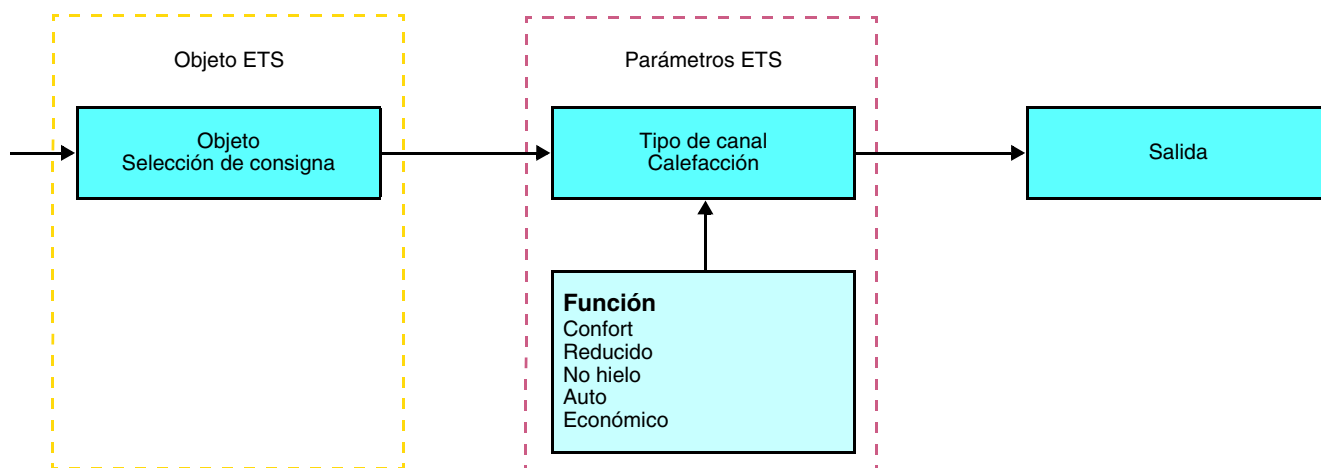 Objeto ETS
Parámetros ETS
Objeto
Selección de consigna
Tipo de canal
Calefacción
Salida
Función
Confort
Reducido
No hielo
Auto
Económico